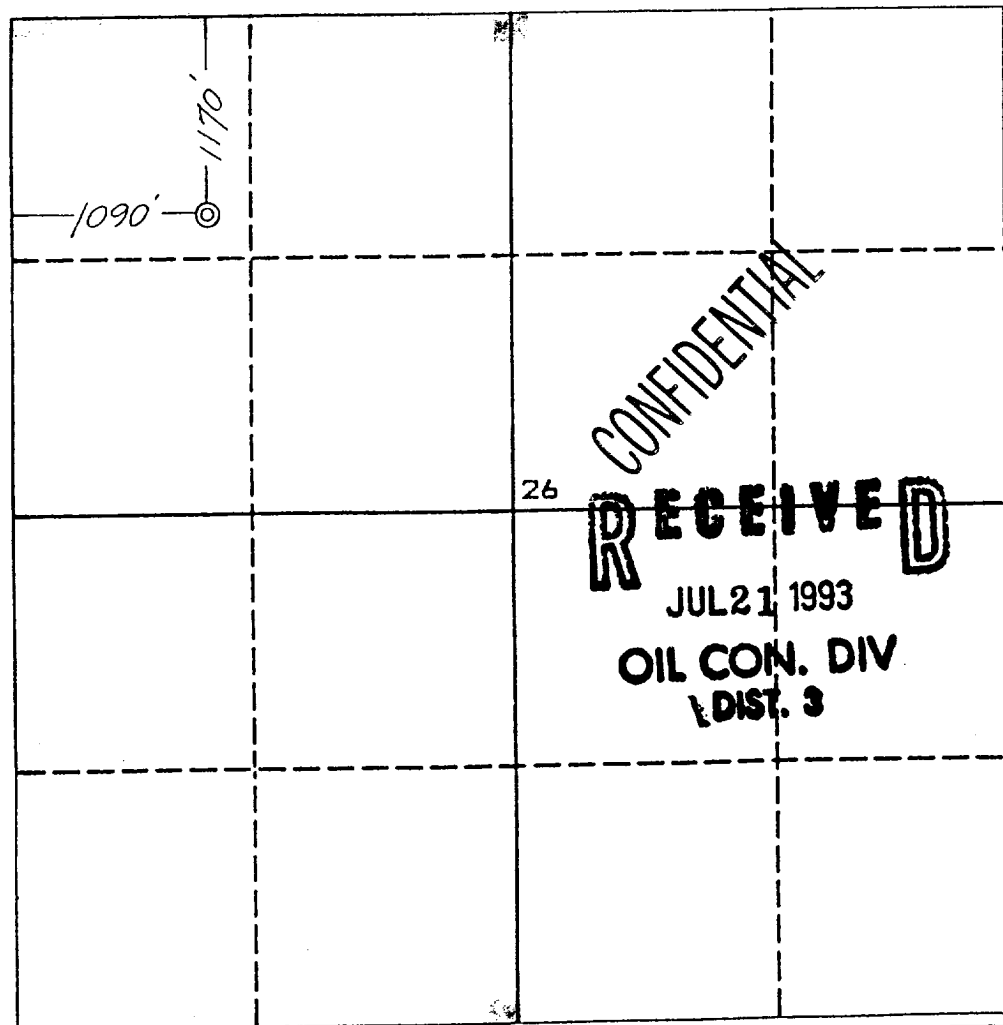 1170'
1090'
CONFIDENTIAL
26
RECEIVED
JUL 21 1993
OIL CON. DIV
DIST. 3